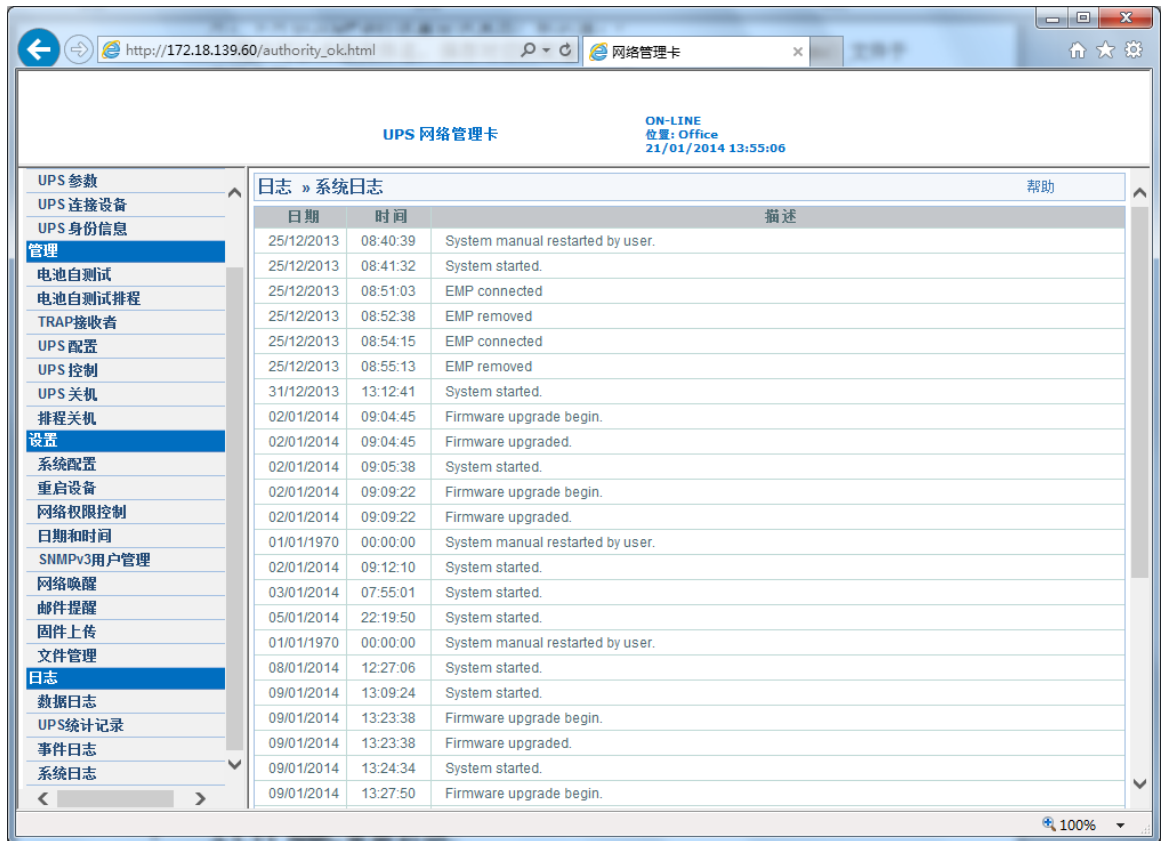 http://172.18.139.60/authority_ok.html
网络管理卡
UPS 网络管理卡
ON-LINE
位置: Office
21/01/2014 13:55:06
UPS 参数
UPS 连接设备
UPS 身份信息
管理
电池自测试
电池自测试排程
TRAP接收者
UPS 配置
UPS 控制
UPS 关机
排程关机
设置
系统配置
重启设备
网络权限控制
日期和时间
SNMPv3用户管理
网络唤醒
邮件提醒
固件上传
文件管理
日志
数据日志
UPS统计记录
事件日志
系统日志
日志 » 系统日志 帮助
日期 时间 描述
25/12/2013 08:40:39 System manual restarted by user.
25/12/2013 08:41:32 System started.
25/12/2013 08:51:03 EMP connected
25/12/2013 08:52:38 EMP removed
25/12/2013 08:54:15 EMP connected
25/12/2013 08:55:13 EMP removed
31/12/2013 13:12:41 System started.
02/01/2014 09:04:45 Firmware upgrade begin.
02/01/2014 09:04:45 Firmware upgraded.
02/01/2014 09:05:38 System started.
02/01/2014 09:09:22 Firmware upgrade begin.
02/01/2014 09:09:22 Firmware upgraded.
01/01/1970 00:00:00 System manual restarted by user.
02/01/2014 09:12:10 System started.
03/01/2014 07:55:01 System started.
05/01/2014 22:19:50 System started.
01/01/1970 00:00:00 System manual restarted by user.
08/01/2014 12:27:06 System started.
09/01/2014 13:09:24 System started.
09/01/2014 13:23:38 Firmware upgrade begin.
09/01/2014 13:23:38 Firmware upgraded.
09/01/2014 13:24:34 System started.
09/01/2014 13:27:50 Firmware upgrade begin.
100%